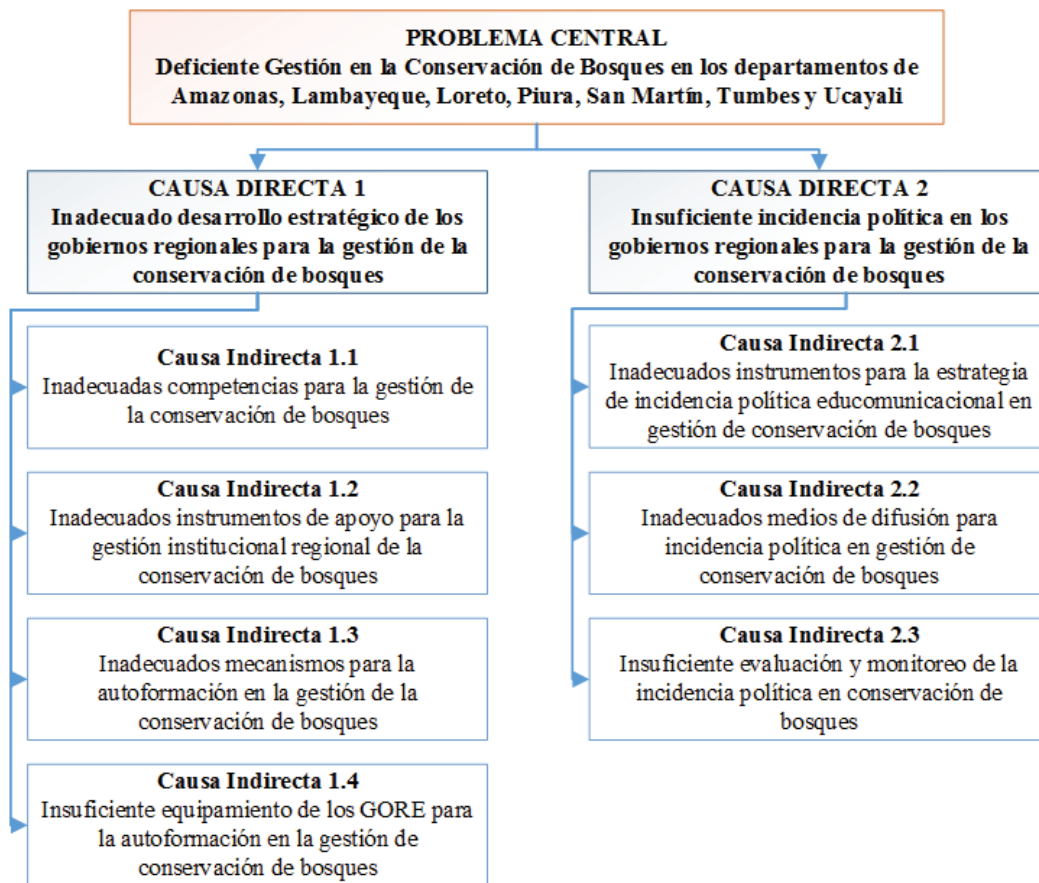 PROBLEMA CENTRAL
Deficiente Gestión en la Conservación de Bosques en los departamentos de
Amazonas, Lambayeque, Loreto, Piura, San Martín, Tumbes y Ucayali
CAUSA DIRECTA 1
Inadecuado desarrollo estratégico de los
gobiernos regionales para la gestión de la
conservación de bosques
Causa Indirecta 1.1
Inadecuadas competencias para la gestión de
la conservación de bosques
Causa Indirecta 1.2
Inadecuados instrumentos de apoyo para la
gestión institucional regional de la
conservación de bosques
Causa Indirecta 1.3
Inadecuados mecanismos para la
autoformación en la gestión de la
conservación de bosques
Causa Indirecta 1.4
Insuficiente equipamiento de los GORE para
la autoformación en la gestión de
conservación de bosques
CAUSA DIRECTA 2
Insuficiente incidencia política en los
gobiernos regionales para la gestión de la
conservación de bosques
Causa Indirecta 2.1
Inadecuados instrumentos para la estrategia
de incidencia política educomunicacional en
gestión de conservación de bosques
Causa Indirecta 2.2
Inadecuados medios de difusión para
incidencia política en gestión de
conservación de bosques
Causa Indirecta 2.3
Insuficiente evaluación y monitoreo de la
incidencia política en conservación de
bosques